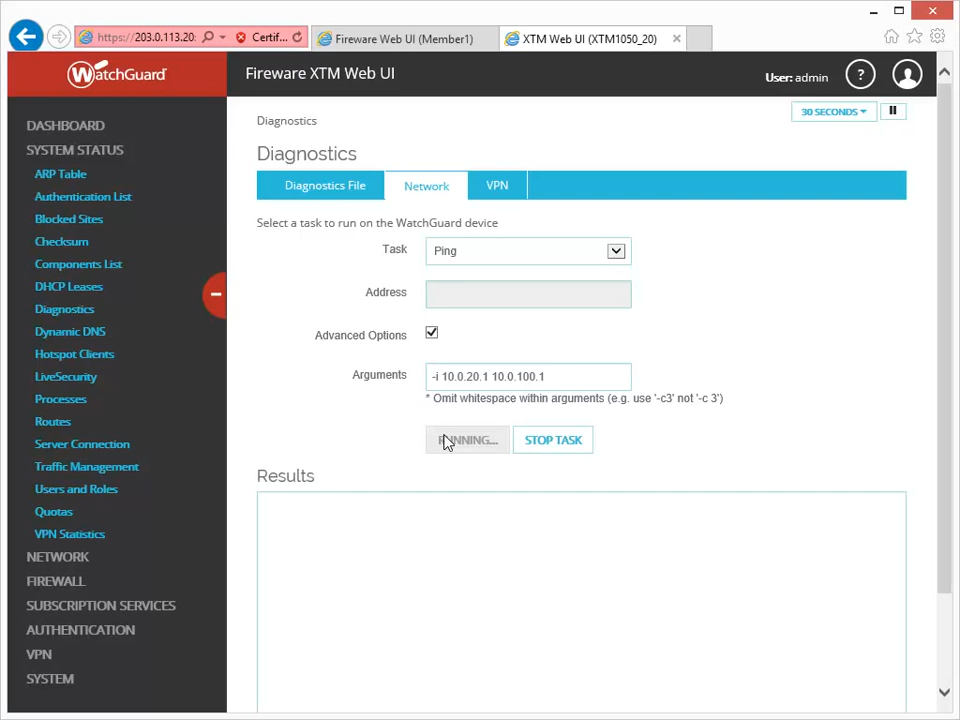 https://203.0.113.20:
Certif...
Fireware Web UI (Member1)
XTM Web UI (XTM1050_20)
WatchGuard
Fireware XTM Web UI
User: admin
?
30 SECONDS
DASHBOARD
SYSTEM STATUS
ARP Table
Authentication List
Blocked Sites
Checksum
Components List
DHCP Leases
Diagnostics
Dynamic DNS
Hotspot Clients
LiveSecurity
Processes
Routes
Server Connection
Traffic Management
Users and Roles
Quotas
VPN Statistics
NETWORK
FIREWALL
SUBSCRIPTION SERVICES
AUTHENTICATION
VPN
SYSTEM
Diagnostics
Diagnostics
Diagnostics File
Network
VPN
Select a task to run on the WatchGuard device
Task
Ping
Address
Advanced Options
Arguments
-i 10.0.20.1 10.0.100.1
* Omit whitespace within arguments (e.g. use '-c3' not '-c 3')
RUNNING...
STOP TASK
Results